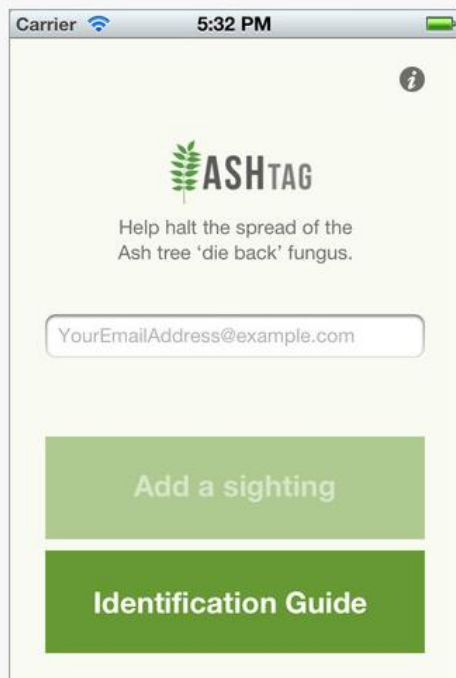 Carrier 5:32 PM
i
ASHTAG
Help halt the spread of the
Ash tree ‘die back’ fungus.
YourEmailAddress@example.com
Add a sighting
Identification Guide